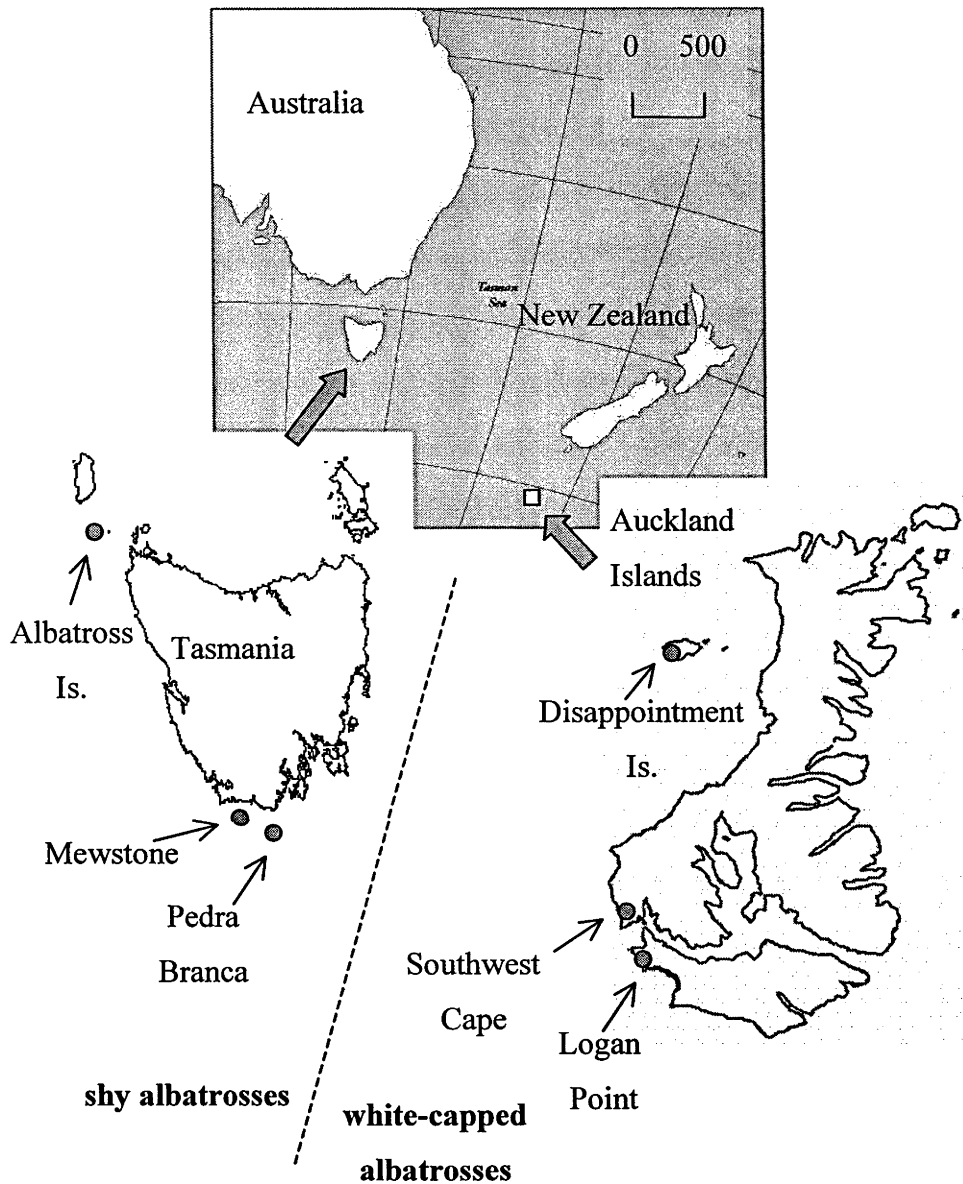 0 500
Australia
Tasman
Sea
New Zealand
Auckland
Islands
Albatross
Is.
Tasmania
Disappointment
Is.
Mewstone
Pedra
Branca
Southwest
Cape
Logan
Point
shy albatrosses
white-capped
albatrosses